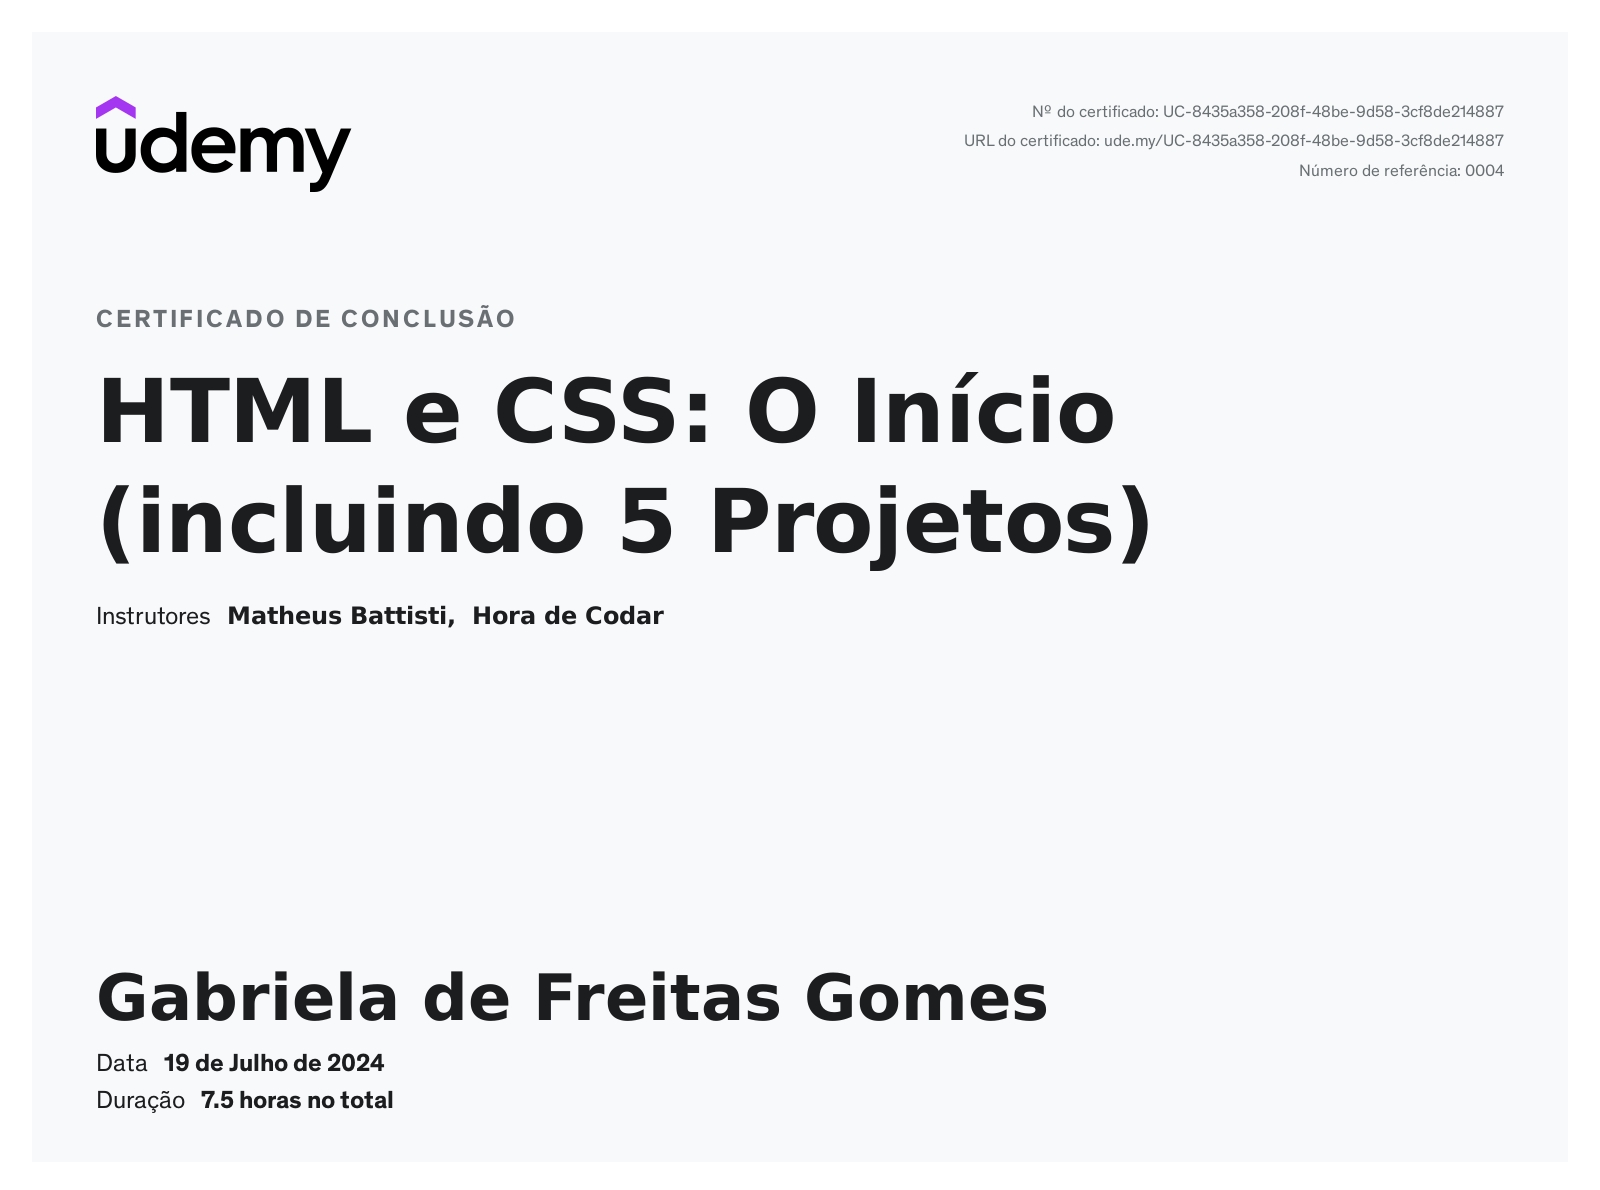 udemy
Nº do certificado: UC-8435a358-208f-48be-9d58-3cf8de214887
URL do certificado: ude.my/UC-8435a358-208f-48be-9d58-3cf8de214887
Número de referência: 0004
CERTIFICADO DE CONCLUSÃO
HTML e CSS: O Início
(incluindo 5 Projetos)
Instrutores Matheus Battisti, Hora de Codar
Gabriela de Freitas Gomes
Data 19 de Julho de 2024
Duração 7.5 horas no total